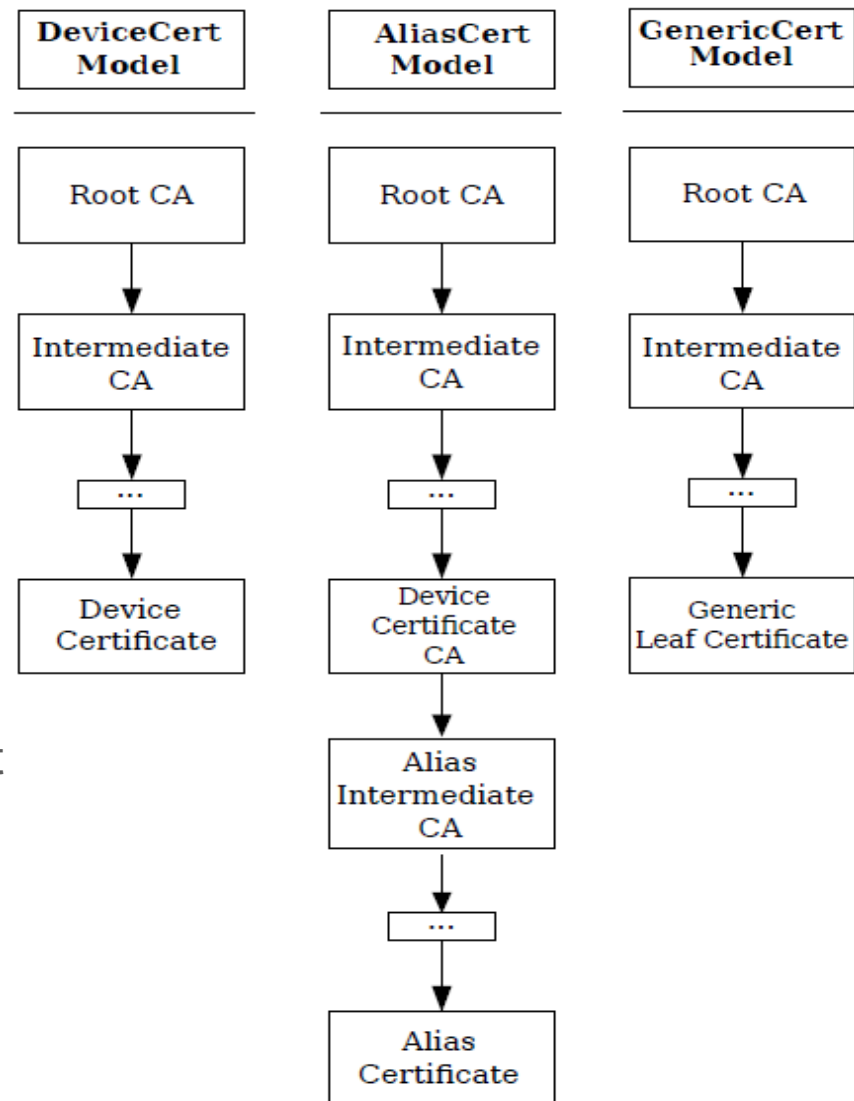 DeviceCert
Model
Root CA
Intermediate
CA
...
Device
Certificate
AliasCert
Model
Root CA
Intermediate
CA
...
Device
Certificate
CA
Alias
Intermediate
CA
...
Alias
Certificate
GenericCert
Model
Root CA
Intermediate
CA
...
Generic
Leaf Certificate
: